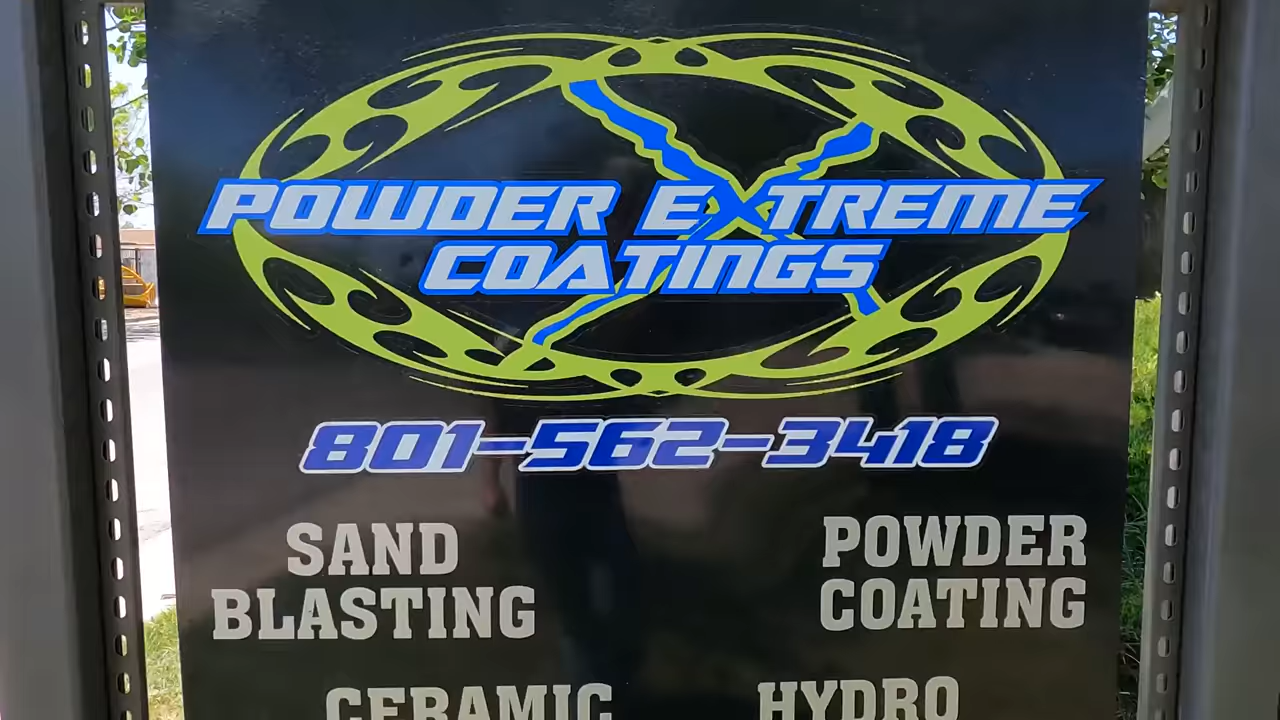 POWDER EXTREME
COATINGS
801-562-3418
SAND
BLASTING
POWDER
COATING
CERAMIC
HYDRO